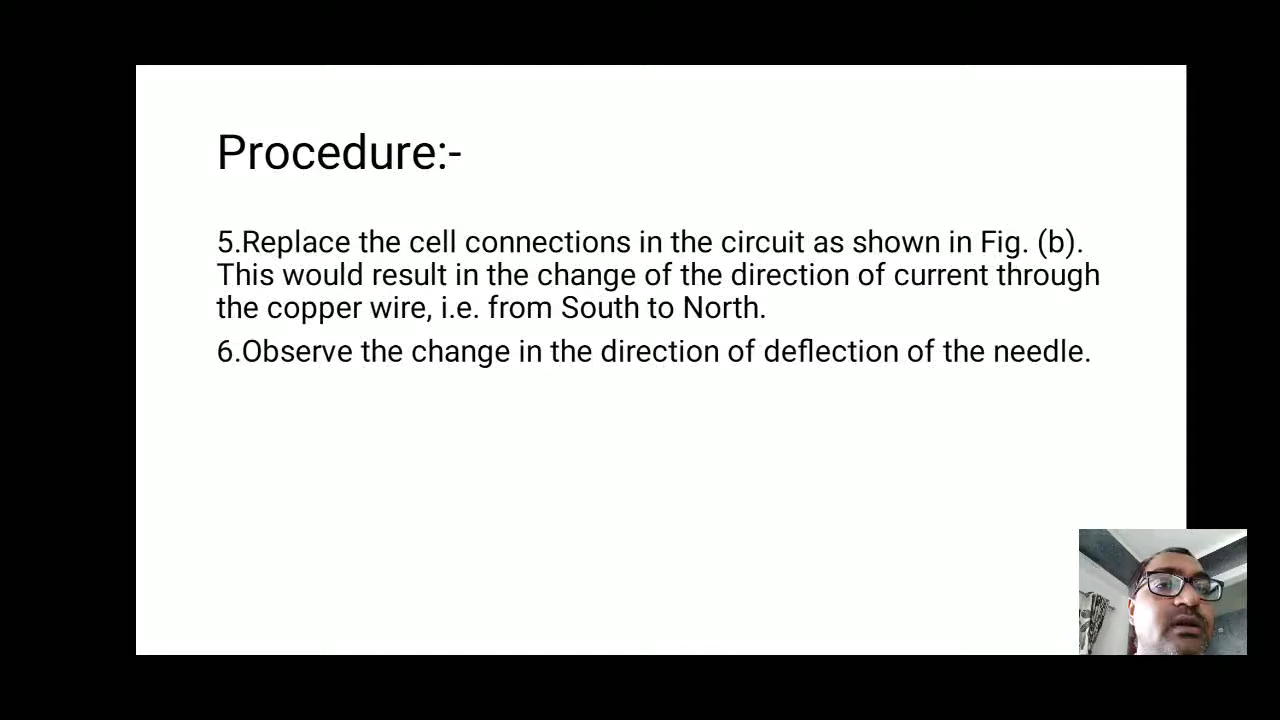 Procedure:-
5.Replace the cell connections in the circuit as shown in Fig. (b).
This would result in the change of the direction of current through
the copper wire, i.e. from South to North.
6.Observe the change in the direction of deflection of the needle.